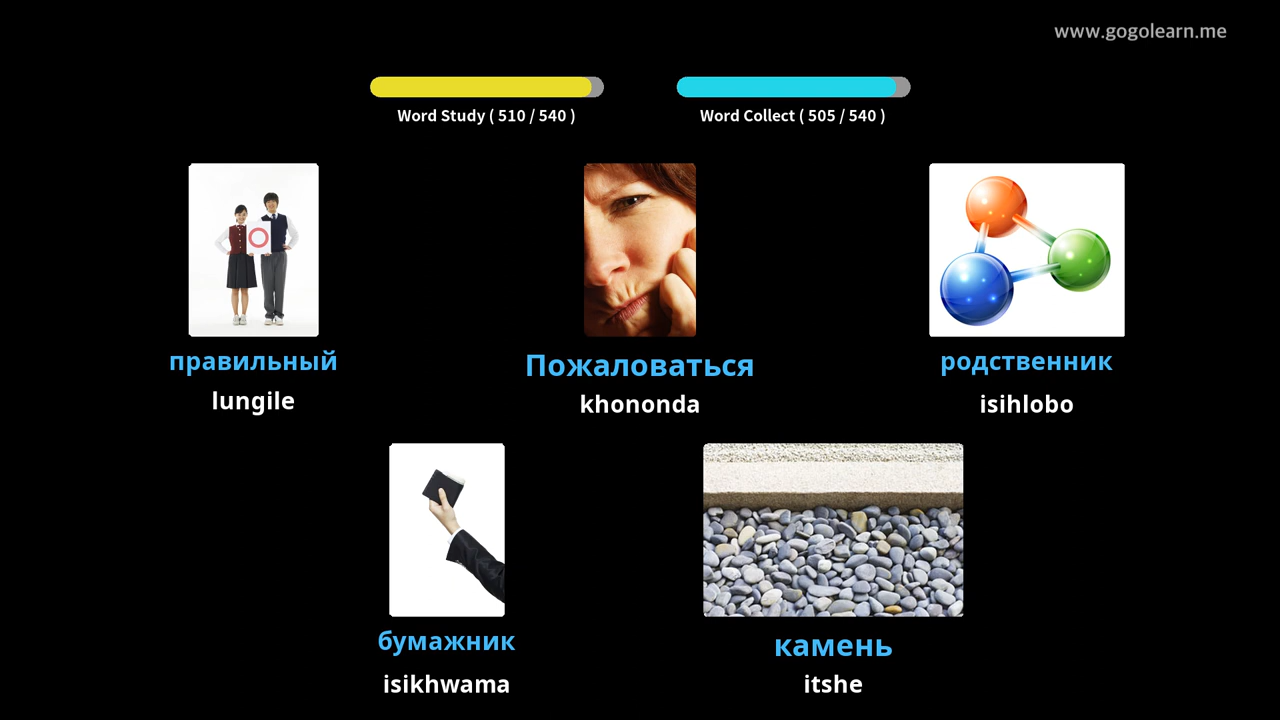 www.gogolearn.me
Word Study ( 510 / 540 )
Word Collect ( 505 / 540 )
правильный
lungile
Пожаловаться
khononda
родственник
isihlobo
бумажник
isikhwama
камень
itshe